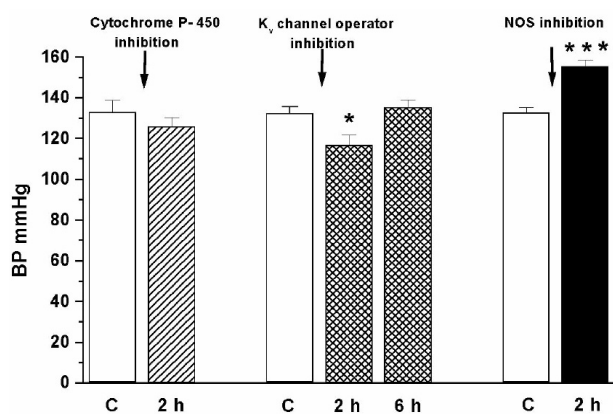 Cytochrome P- 450
inhibition
Kv channel operator
inhibition
NOS inhibition
***
*
BP mmHg
160
140
120
100
80
60
40
20
0
C 2 h C 2 h 6 h C 2 h